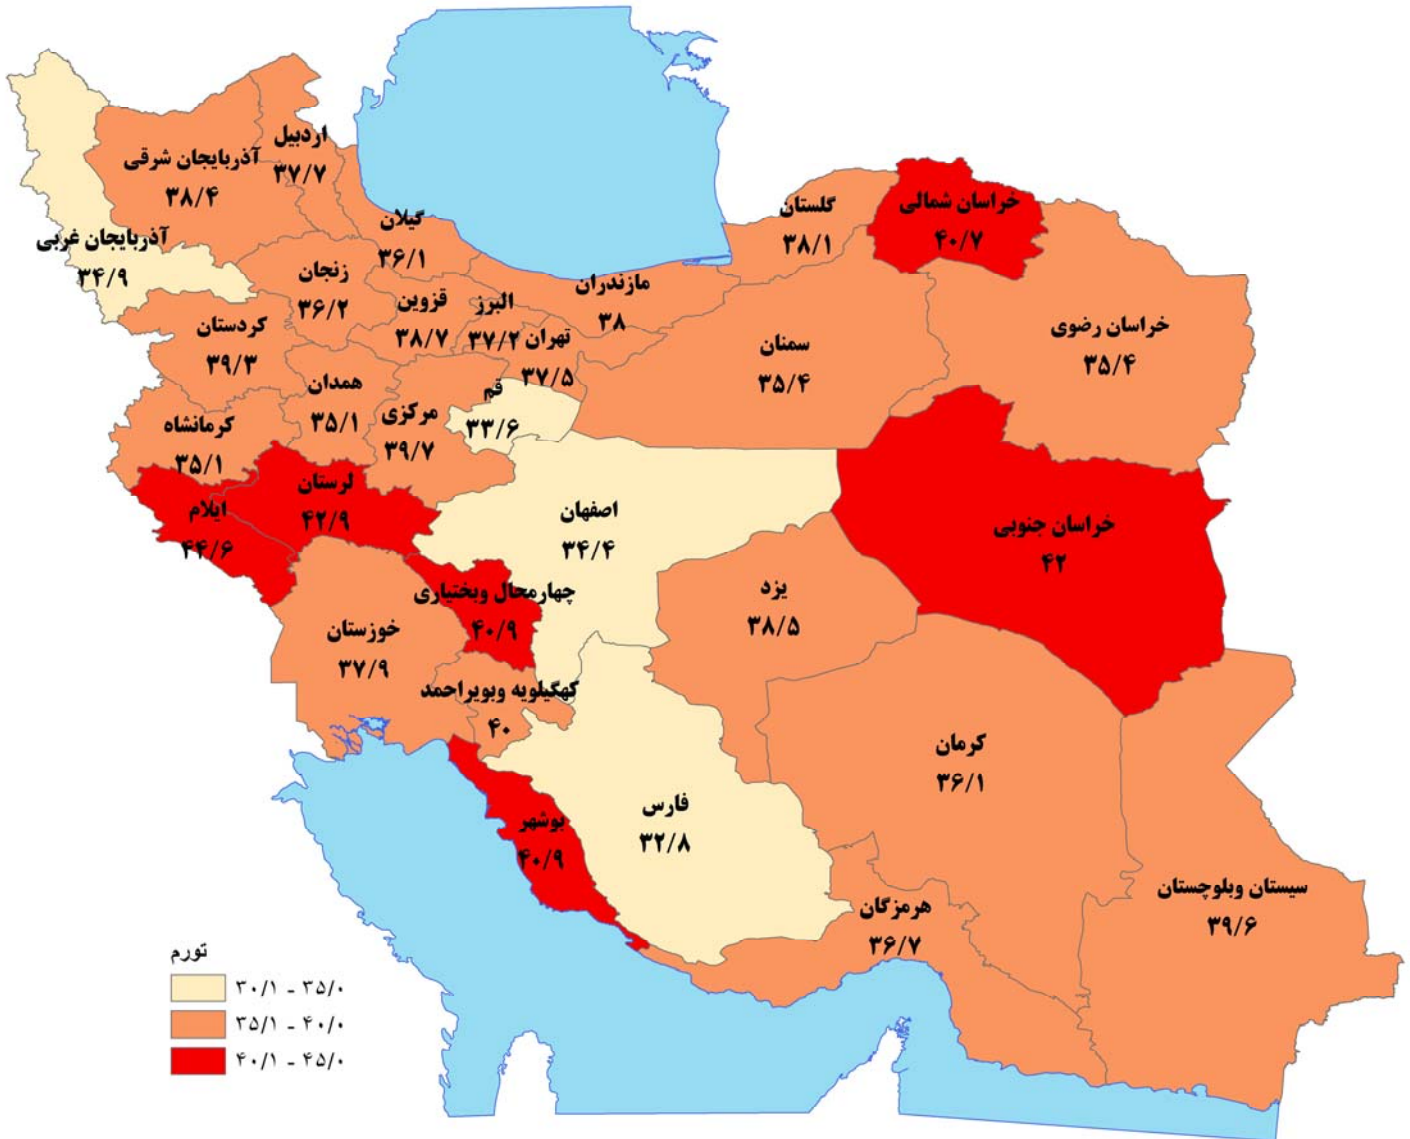 اردبیل
۳۷/۷
آذربایجان شرقی
۳۸/۴
آذربایجان غربی
۳۴/۹
گیلان
۳۶/۱
زنجان
۳۶/۲
کردستان
۳۹/۳
قزوین
۳۸/۷
البرز
۳۷/۲
تهران
۳۷/۵
مازندران
۳۸
گلستان
۳۸/۱
خراسان شمالی
۴۰/۷
خراسان رضوی
۳۵/۴
سمنان
۳۵/۴
همدان
۳۵/۱
مرکزی
۳۹/۷
قم
۳۳/۶
کرمانشاه
۳۵/۱
لرستان
۴۲/۹
ایلام
۴۴/۶
اصفهان
۳۴/۴
خراسان جنوبی
۴۲
چهارمحال وبختیاری
۴۰/۹
یزد
۳۸/۵
خوزستان
۳۷/۹
کهگیلویه وبویراحمد
۴۰
کرمان
۳۶/۱
فارس
۳۲/۸
بوشهر
۴۰/۹
هرمزگان
۳۶/۷
سیستان وبلوچستان
۳۹/۶
تورم
۳۰/۱ - ۳۵/۰
۳۵/۱ - ۴۰/۰
۴۰/۱ - ۴۵/۰